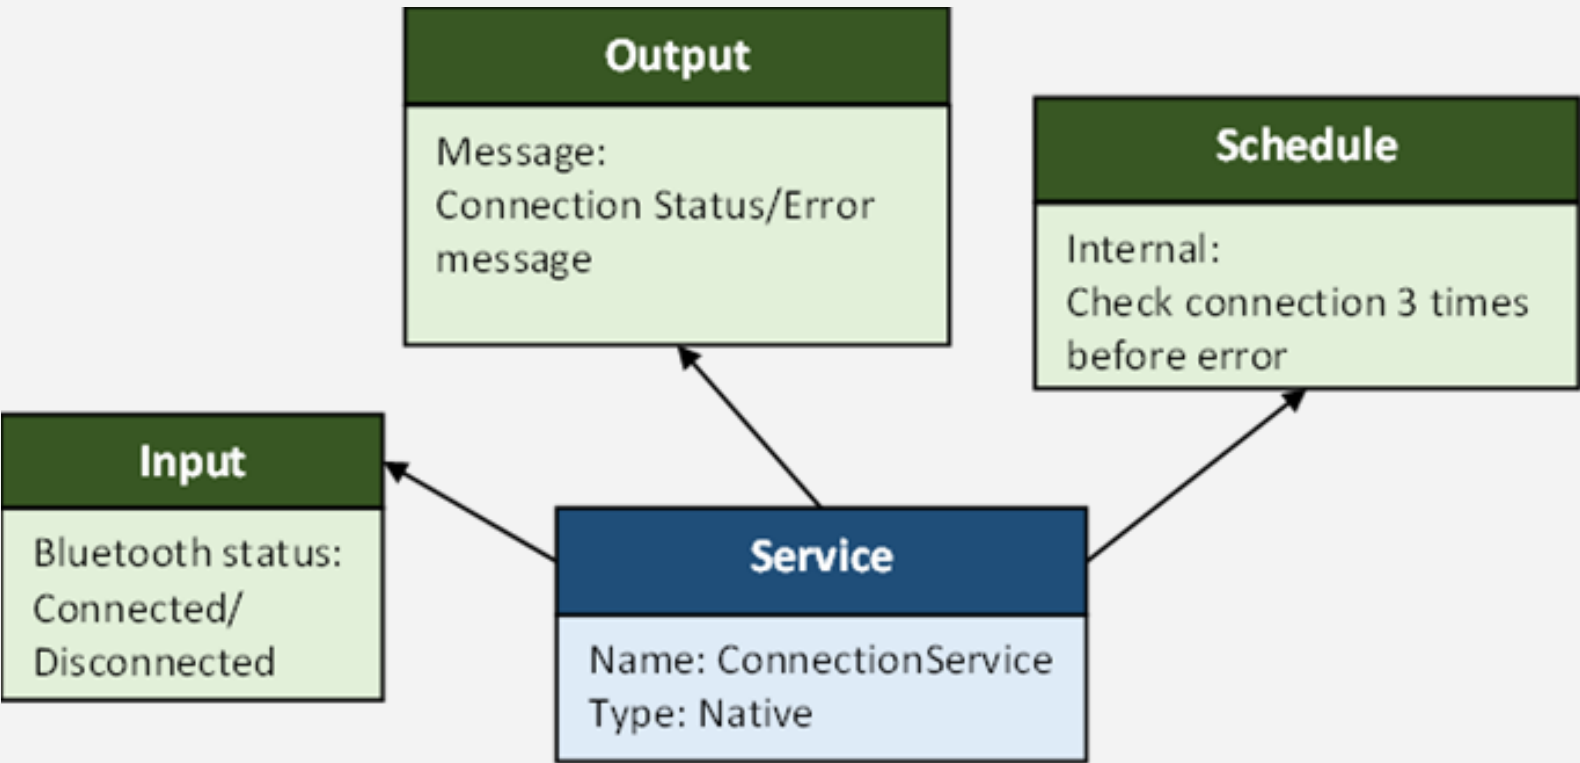 Output
Message:
Connection Status/Error
message
Schedule
Internal:
Check connection 3 times
before error
Input
Bluetooth status:
Connected/
Disconnected
Service
Name: ConnectionService
Type: Native